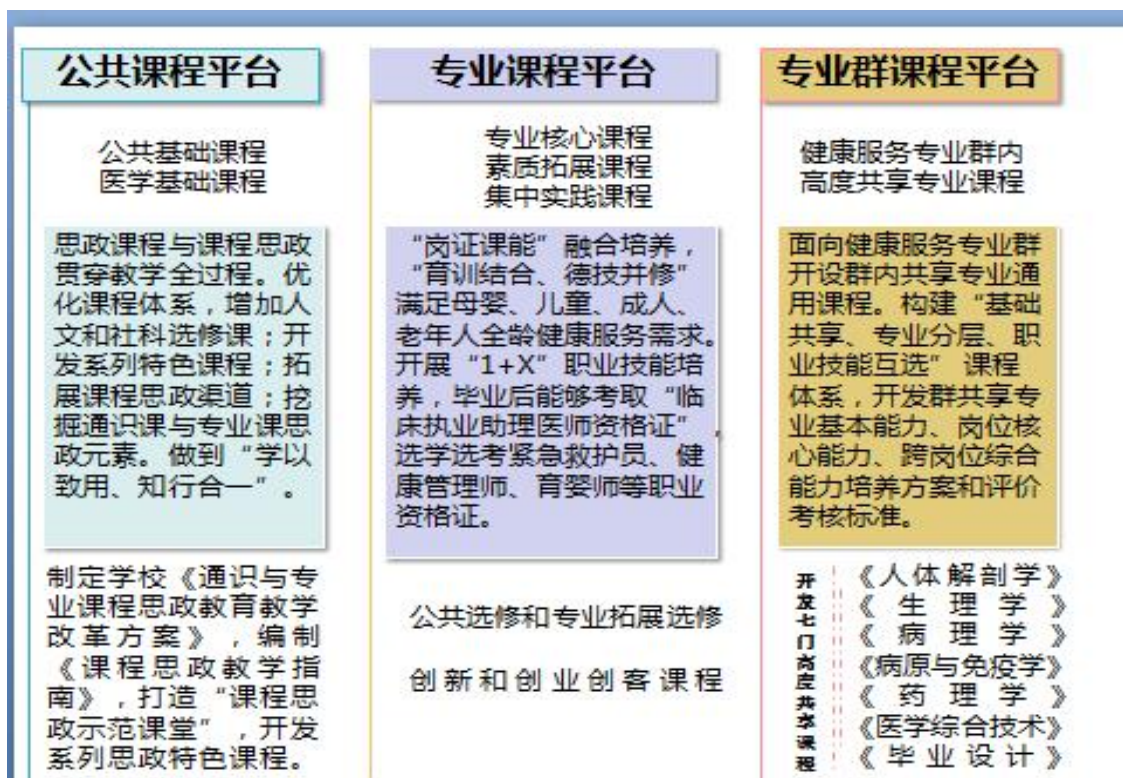 公共课程平台
公共基础课程
医学基础课程
思政课程与课程思政
贯穿教学全过程。优
化课程体系，增加人
文和社科选修课；开
发系列特色课程；拓
展课程思政渠道；挖
掘通识课与专业课思
政元素。做到“学以
致用、知行合一”。
制定学校《通识与专
业课程思政教育教学
改革方案》，编制
《课程思政教学指
南》，打造“课程思
政示范课堂”，开发
系列思政特色课程。
专业课程平台
专业核心课程
素质拓展课程
集中实践课程
“岗证课能”融合培养，
“育训结合、德技并修”
满足母婴、儿童、成人、
老年人全龄健康服务需求。
开展“1+X”职业技能培
养，毕业后能够考取“临
床执业助理医师资格证”，
选学选考紧急救护员、健
康管理师、育婴师等职业
资格证。
公共选修和专业拓展选修
创新和创业创客课程
专业群课程平台
健康服务专业群内
高度共享专业课程
面向健康服务专业群
开设群内共享专业通
用课程。构建“基础
共享、专业分层、职
业技能互选” 课程
体系，开发群共享专
业基本能力、岗位核
心能力、跨岗位综合
能力培养方案和评价
考核标准。
开发七门高度共享课程
《人体解剖学》
《生理学》
《病理学》
《病原与免疫学》
《药理学》
《医学综合技术》
《毕业设计》